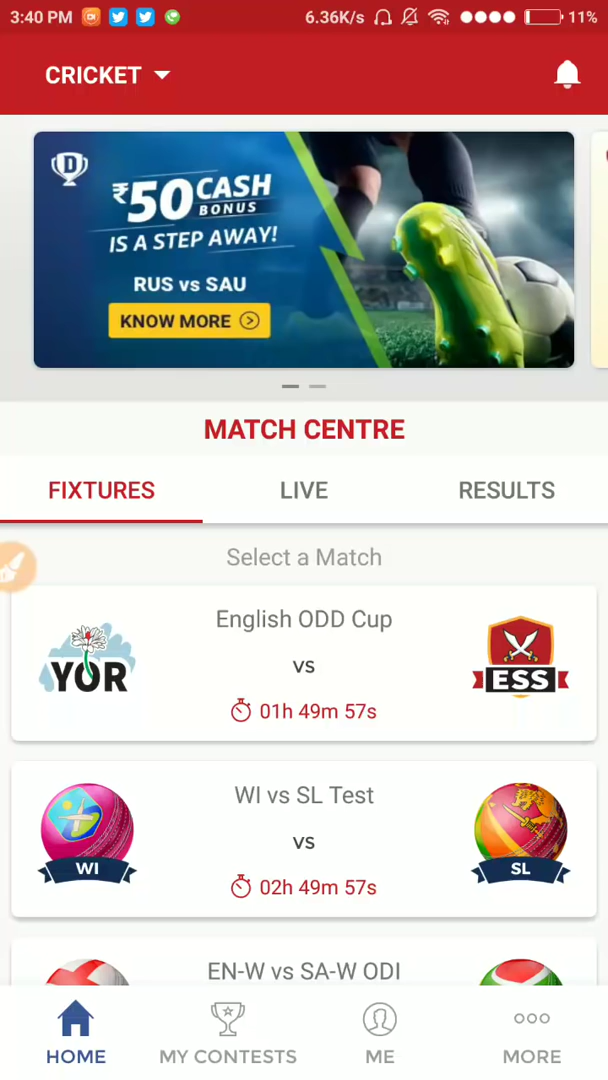 3:40 PM 6.36K/s 11%
CRICKET
D
₹50 CASH
BONUS
IS A STEP AWAY!
RUS vs SAU
KNOW MORE
MATCH CENTRE
FIXTURES LIVE RESULTS
Select a Match
English ODD Cup
YOR vs ESS
01h 49m 57s
WI vs SL Test
vs
WI SL
02h 49m 57s
EN-W vs SA-W ODI
HOME MY CONTESTS ME MORE